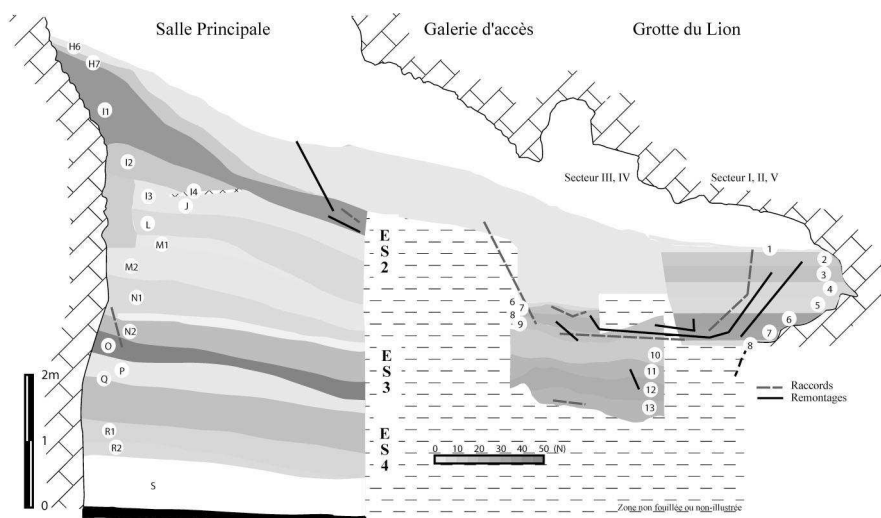 Salle Principale
Galerie d'accès
Grotte du Lion
H6
H7
I1
I2
I3
I4
J
L
M1
M2
N1
N2
O
P
Q
R1
R2
S
E
S
2
E
S
3
E
S
4
Secteur III, IV
Secteur I, II, V
1
2
3
4
5
6
7
8
6
7
8
9
10
11
12
13
Raccords
Remontages
2m
1
0
0 10 20 30 40 50 (N)
Zone non fouillée ou non-illustrée